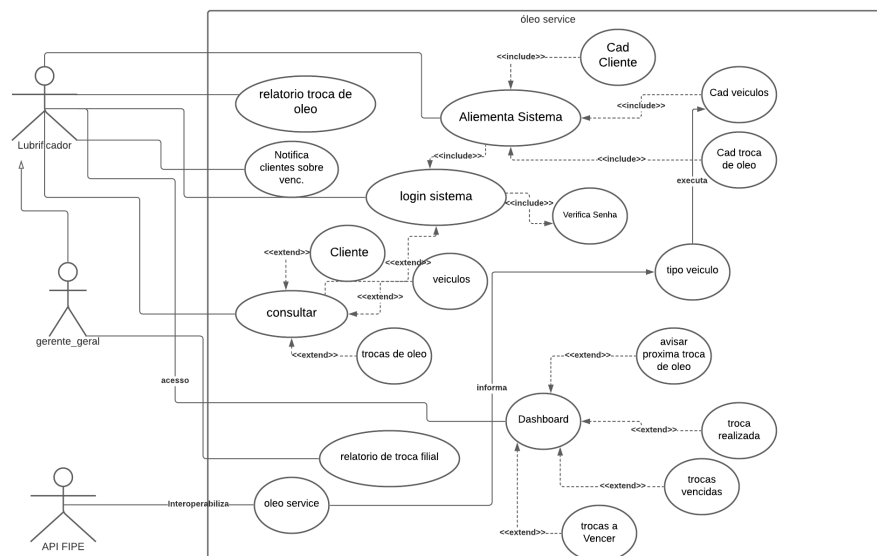 óleo service
Cad
Cliente
<<include>>
Cad veiculos
<<include>>
relatorio troca de
oleo
Aliementa Sistema
Lubrificador
Notifica
clientes sobre
venc.
<<include>>
<<include>>
Cad troca
de oleo
executa
login sistema
<<include>>
Verifica Senha
<<extend>>
Cliente
<<extend>>
veiculos
tipo veiculo
<<extend>>
consultar
gerente_geral
<<extend>>
trocas de oleo
avisar
proxima troca
de oleo
<<extend>>
acesso
informa
Dashboard
<<extend>>
troca
realizada
relatorio de troca filial
<<extend>>
trocas
vencidas
Interoperabiliza
oleo service
<<extend>>
trocas a
Vencer
API FIPE